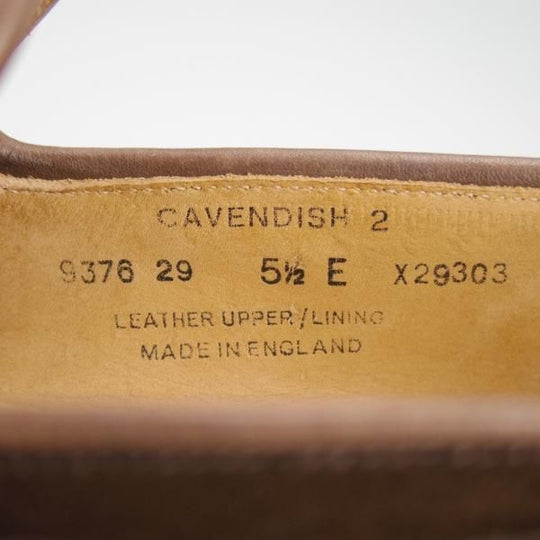 CAVENDISH 2
9376 29 5½ E X29303
LEATHER UPPER/LINING
MADE IN ENGLAND